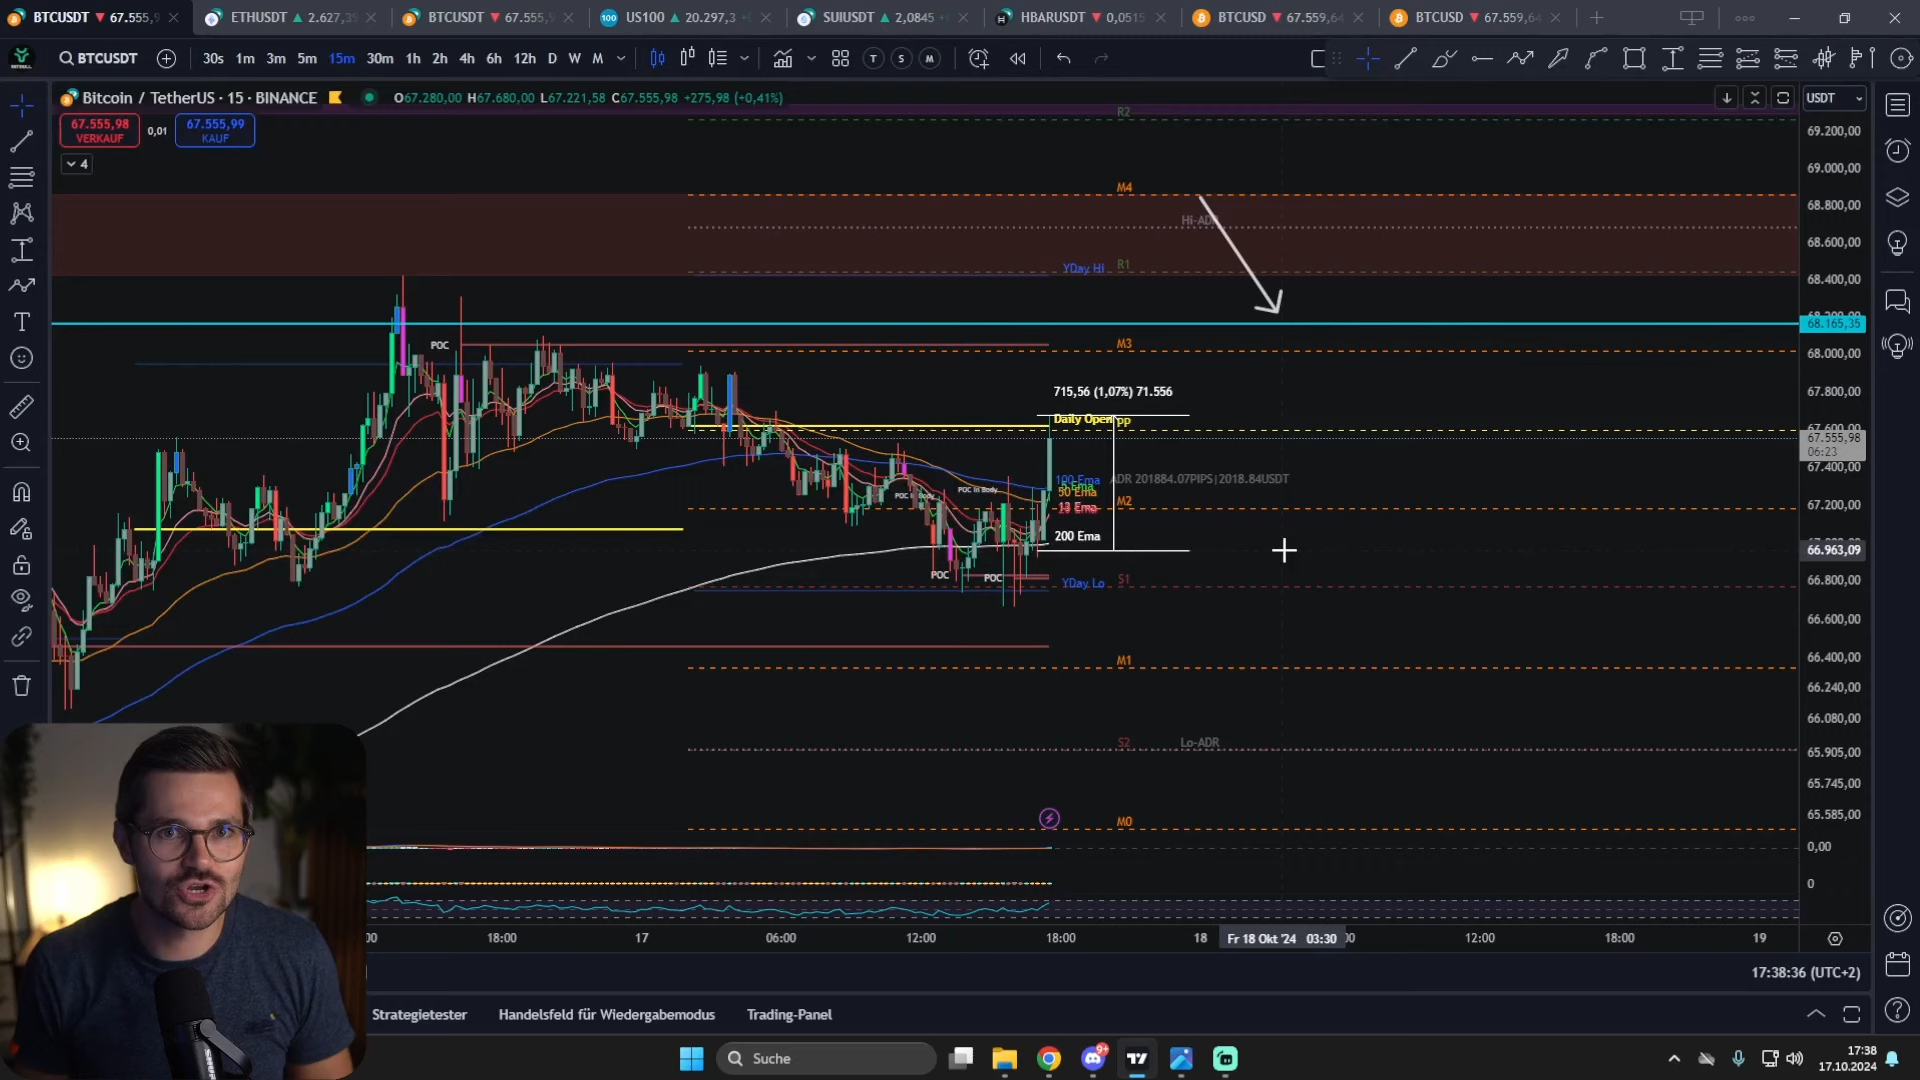 BTCUSDT ▼ 67.555,9
ETHUSDT ▲ 2.627,3
BTCUSDT ▼ 67.555,
US100 ▲ 20.297,3
SUIUSDT ▲ 2,0845
HBARUSDT ▼ 0,0515
BTCUSD ▼ 67.559,64
BTCUSD ▼ 67.559,64
BTCUSDT
30s 1m 3m 5m 15m 30m 1h 2h 4h 6h 12h D W M
T S M
Bitcoin / TetherUS · 15 · BINANCE
O67.280,00 H67.680,00 L67.221,58 C67.555,98 +275,98 (+0,41%)
USDT
67.555,98
VERKAUF
0,01
67.555,99
KAUF
4
R2
69.200,00
69.000,00
M4
68.800,00
Hi-ADR
68.600,00
YDay Hi
R1
68.400,00
68.165,35
POC
M3
68.000,00
715,56 (1,07%) 71.556
67.800,00
Daily Open
PP
67.600,00
67.555,98
06:23
67.400,00
100 Ema
ADR 201884.07PIPS|2018.84USDT
50 Ema
POC In Body
M2
67.200,00
13 Ema
200 Ema
66.963,09
POC
POC
YDay Lo
S1
66.800,00
66.600,00
M1
66.400,00
66.240,00
66.080,00
S2
Lo-ADR
65.905,00
65.745,00
M0
65.585,00
0,00
0
18:00
17
06:00
12:00
18:00
18
Fr 18 Okt '24 03:30
12:00
18:00
19
17:38:36 (UTC+2)
Strategietester
Handelsfeld für Wiedergabemodus
Trading-Panel
Suche
9+
17:38
17.10.2024